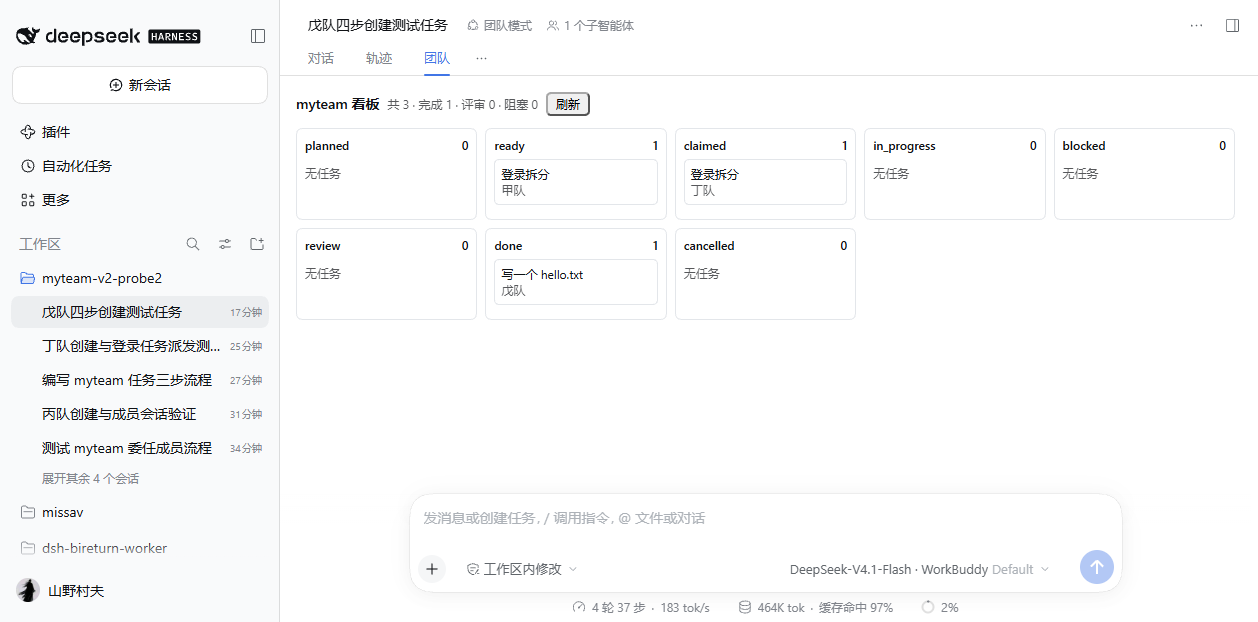 deepseek HARNESS
新会话
插件
自动化任务
更多
工作区
myteam-v2-probe2
戊队四步创建测试任务 17分钟
丁队创建与登录任务派发测... 25分钟
编写 myteam 任务三步流程 27分钟
丙队创建与成员会话验证 31分钟
测试 myteam 委任成员流程 34分钟
展开其余 4 个会话
missav
dsh-bireturn-worker
山野村夫
戊队四步创建测试任务 团队模式 1 个子智能体
对话 轨迹 团队 ...
myteam 看板 共 3 · 完成 1 · 评审 0 · 阻塞 0 刷新
planned 0
无任务
ready 1
登录拆分
甲队
claimed 1
登录拆分
丁队
in_progress 0
无任务
blocked 0
无任务
review 0
无任务
done 1
写一个 hello.txt
戊队
cancelled 0
无任务
发消息或创建任务, / 调用指令, @ 文件或对话
工作区内修改 DeepSeek-V4.1-Flash · WorkBuddy Default
4 轮 37 步 · 183 tok/s 464K tok · 缓存命中 97% 2%